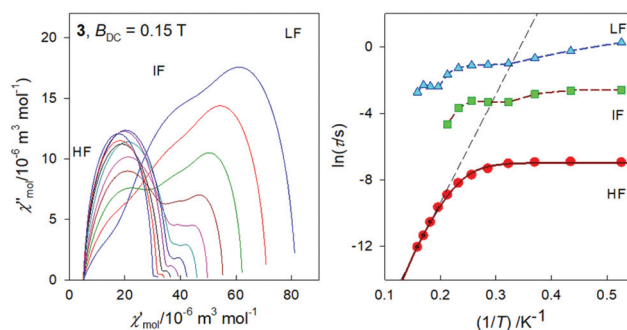 3, B_DC = 0.15 T
LF
IF
HF
20
15
10
5
0
0 20 40 60 80
χ''mol/10⁻⁶ m³ mol⁻¹
χ'mol/10⁻⁶ m³ mol⁻¹
LF
IF
HF
0
-4
-8
-12
0.1 0.2 0.3 0.4 0.5
ln(τ/s)
(1/T) /K⁻¹